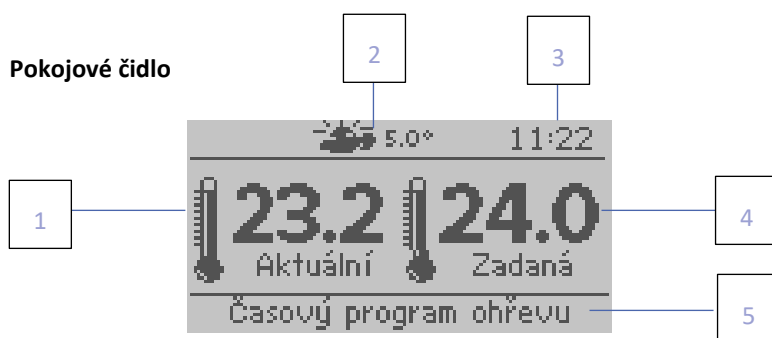 Pokojové čidlo
2
3
5.0° 11:22
1
23.2 24.0
4
Aktuální Zadaná
Časový program ohřevu
5